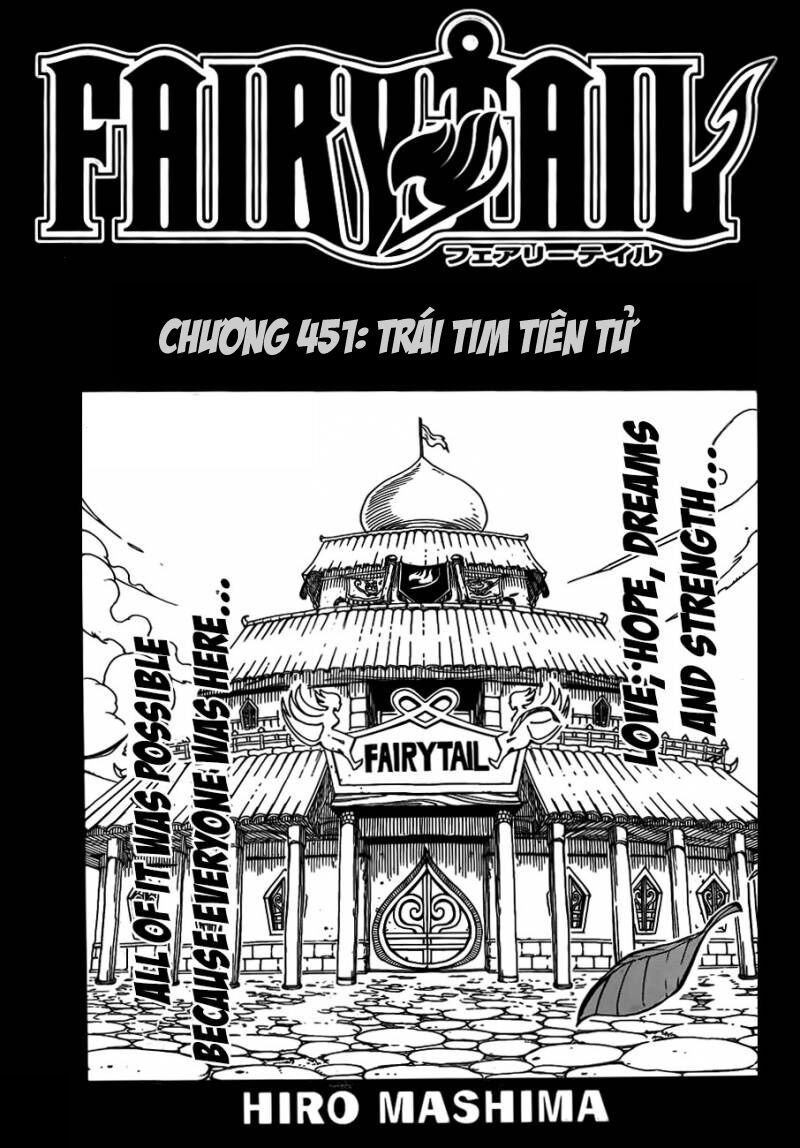 FAIRY TAIL
フェアリーテイル
CHƯƠNG 451: TRÁI TIM TIÊN TỬ
LOVE, HOPE, DREAMS
AND STRENGTH...
ALL OF IT WAS POSSIBLE
BECAUSE EVERYONE WAS HERE...
FAIRYTAIL
HIRO MASHIMA